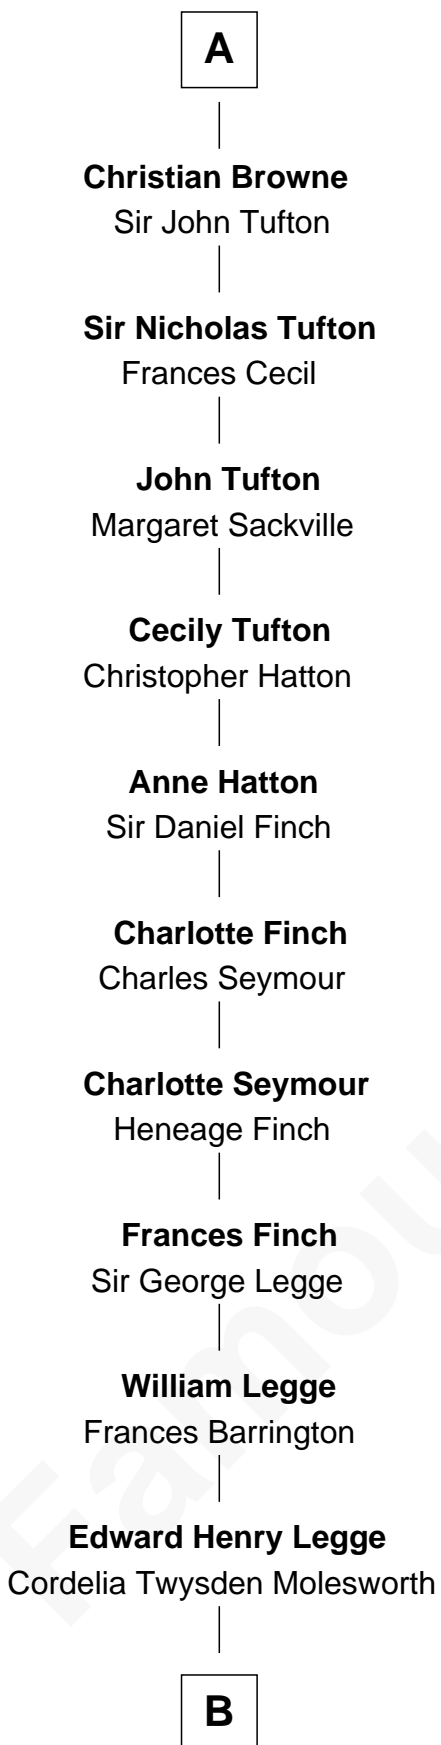 A
Christian Browne
Sir John Tufton
Sir Nicholas Tufton
Frances Cecil
John Tufton
Margaret Sackville
Cecily Tufton
Christopher Hatton
Anne Hatton
Sir Daniel Finch
Charlotte Finch
Charles Seymour
Charlotte Seymour
Heneage Finch
Frances Finch
Sir George Legge
William Legge
Frances Barrington
Edward Henry Legge
Cordelia Twysden Molesworth
B
Famou